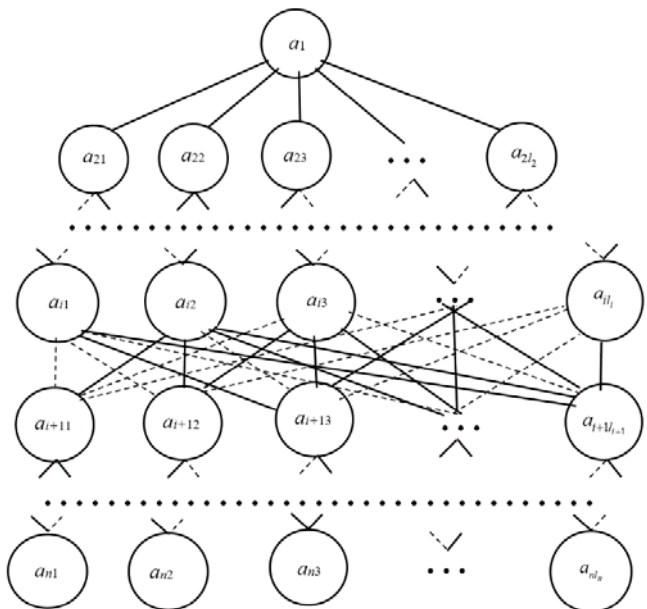 a1
a21 a22 a23 ... a2l2
ai1 ai2 ai3 ... aili
ai+11 ai+12 ai+13 ... ai+1li+1
an1 an2 an3 ... anln